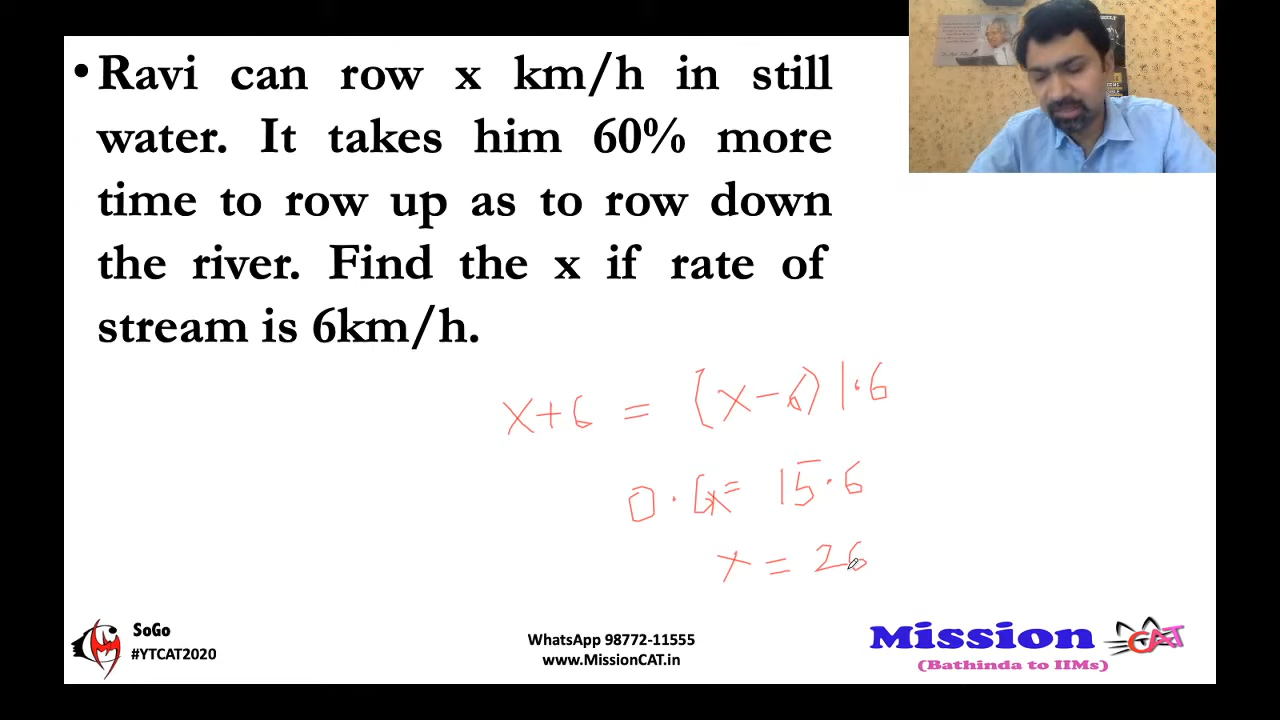 • Ravi can row x km/h in still
water. It takes him 60% more
time to row up as to row down
the river. Find the x if rate of
stream is 6km/h.
x+6 = (x-6) 1.6
0.6x= 15.6
x = 26
SoGo
#YTCAT2020
WhatsApp 98772-11555
www.MissionCAT.in
Mission CAT
(Bathinda to IIMs)